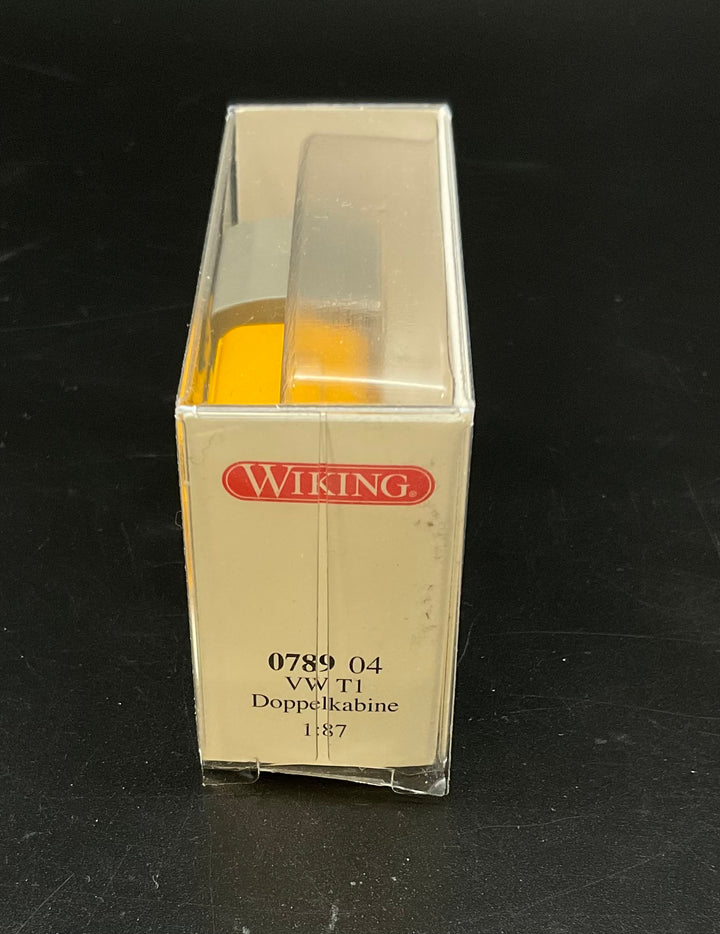 WIKING®
0789 04
VW T1
Doppelkabine
1:87